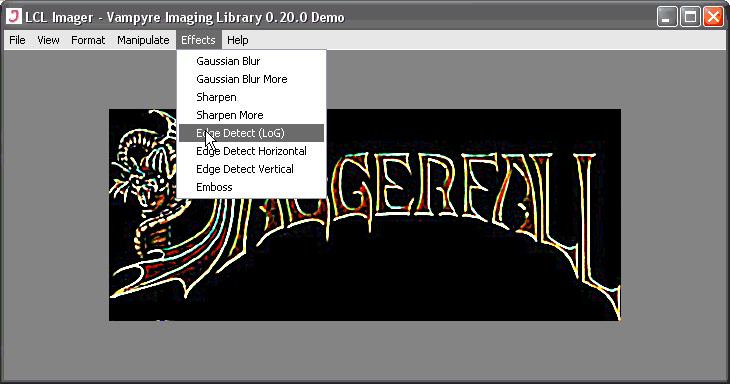 LCL Imager - Vampyre Imaging Library 0.20.0 Demo
File View Format Manipulate Effects Help
Gaussian Blur
Gaussian Blur More
Sharpen
Sharpen More
Edge Detect (LoG)
Edge Detect Horizontal
Edge Detect Vertical
Emboss
DAGGERFALL